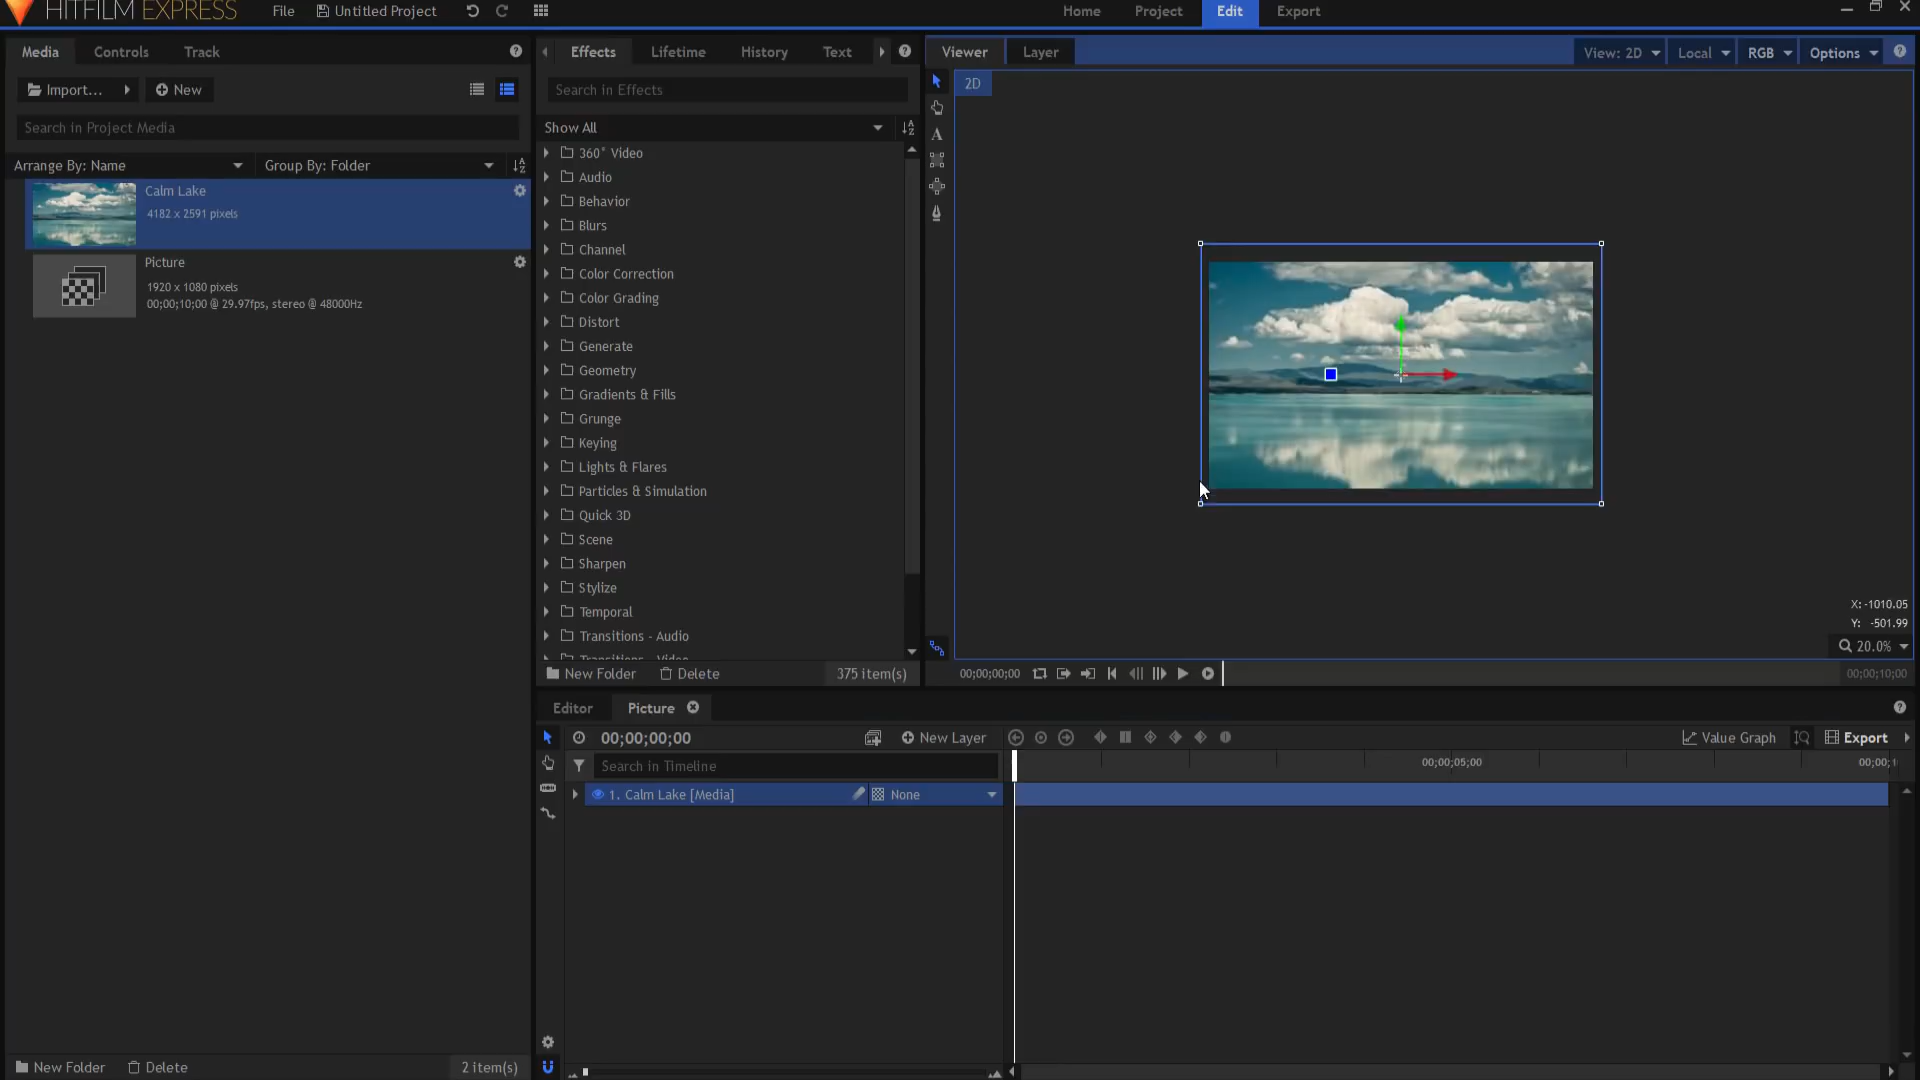 HITFILM EXPRESS
File
Untitled Project
Home
Project
Edit
Export
Media
Controls
Track
Import...
New
Search in Project Media
Arrange By: Name
Group By: Folder
Calm Lake
4182 x 2591 pixels
Picture
1920 x 1080 pixels
00;00;10;00 @ 29.97fps, stereo @ 48000Hz
New Folder
Delete
2 item(s)
Effects
Lifetime
History
Text
Search in Effects
Show All
360° Video
Audio
Behavior
Blurs
Channel
Color Correction
Color Grading
Distort
Generate
Geometry
Gradients & Fills
Grunge
Keying
Lights & Flares
Particles & Simulation
Quick 3D
Scene
Sharpen
Stylize
Temporal
Transitions - Audio
Transitions - Video
New Folder
Delete
375 item(s)
Viewer
Layer
View: 2D
Local
RGB
Options
2D
A
X: -1010.05
Y: -501.99
20.0%
00;00;00;00
00;00;10;00
Editor
Picture
00;00;00;00
New Layer
Value Graph
Export
Search in Timeline
00;00;05;00
00;00;1
1. Calm Lake [Media]
None